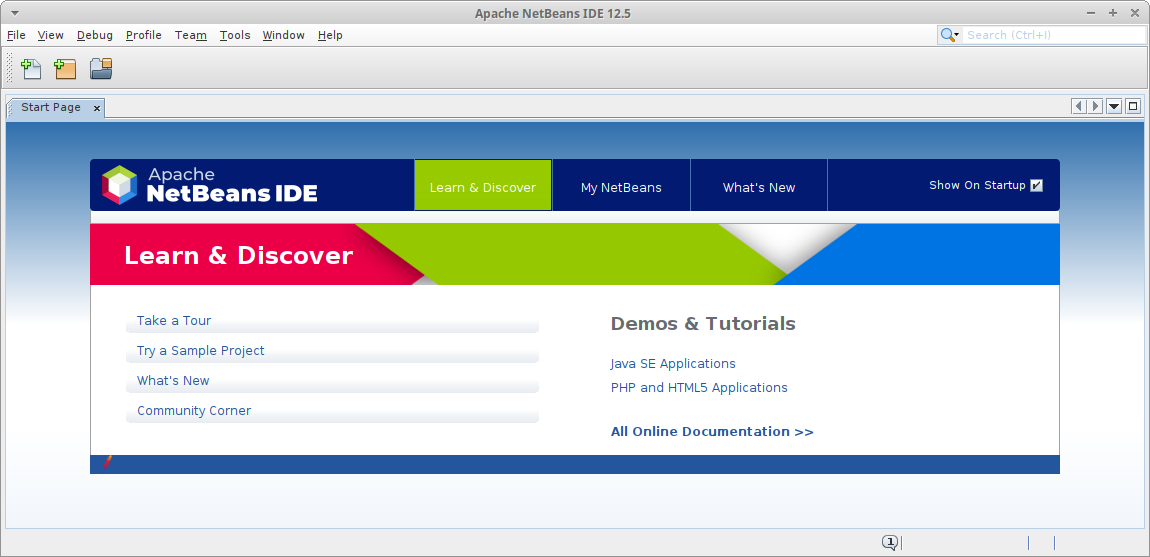 Apache NetBeans IDE 12.5
File View Debug Profile Team Tools Window Help
Search (Ctrl+I)
Start Page
Apache
NetBeans IDE
Learn & Discover
My NetBeans
What's New
Show On Startup
Learn & Discover
Take a Tour
Try a Sample Project
What's New
Community Corner
Demos & Tutorials
Java SE Applications
PHP and HTML5 Applications
All Online Documentation >>
1